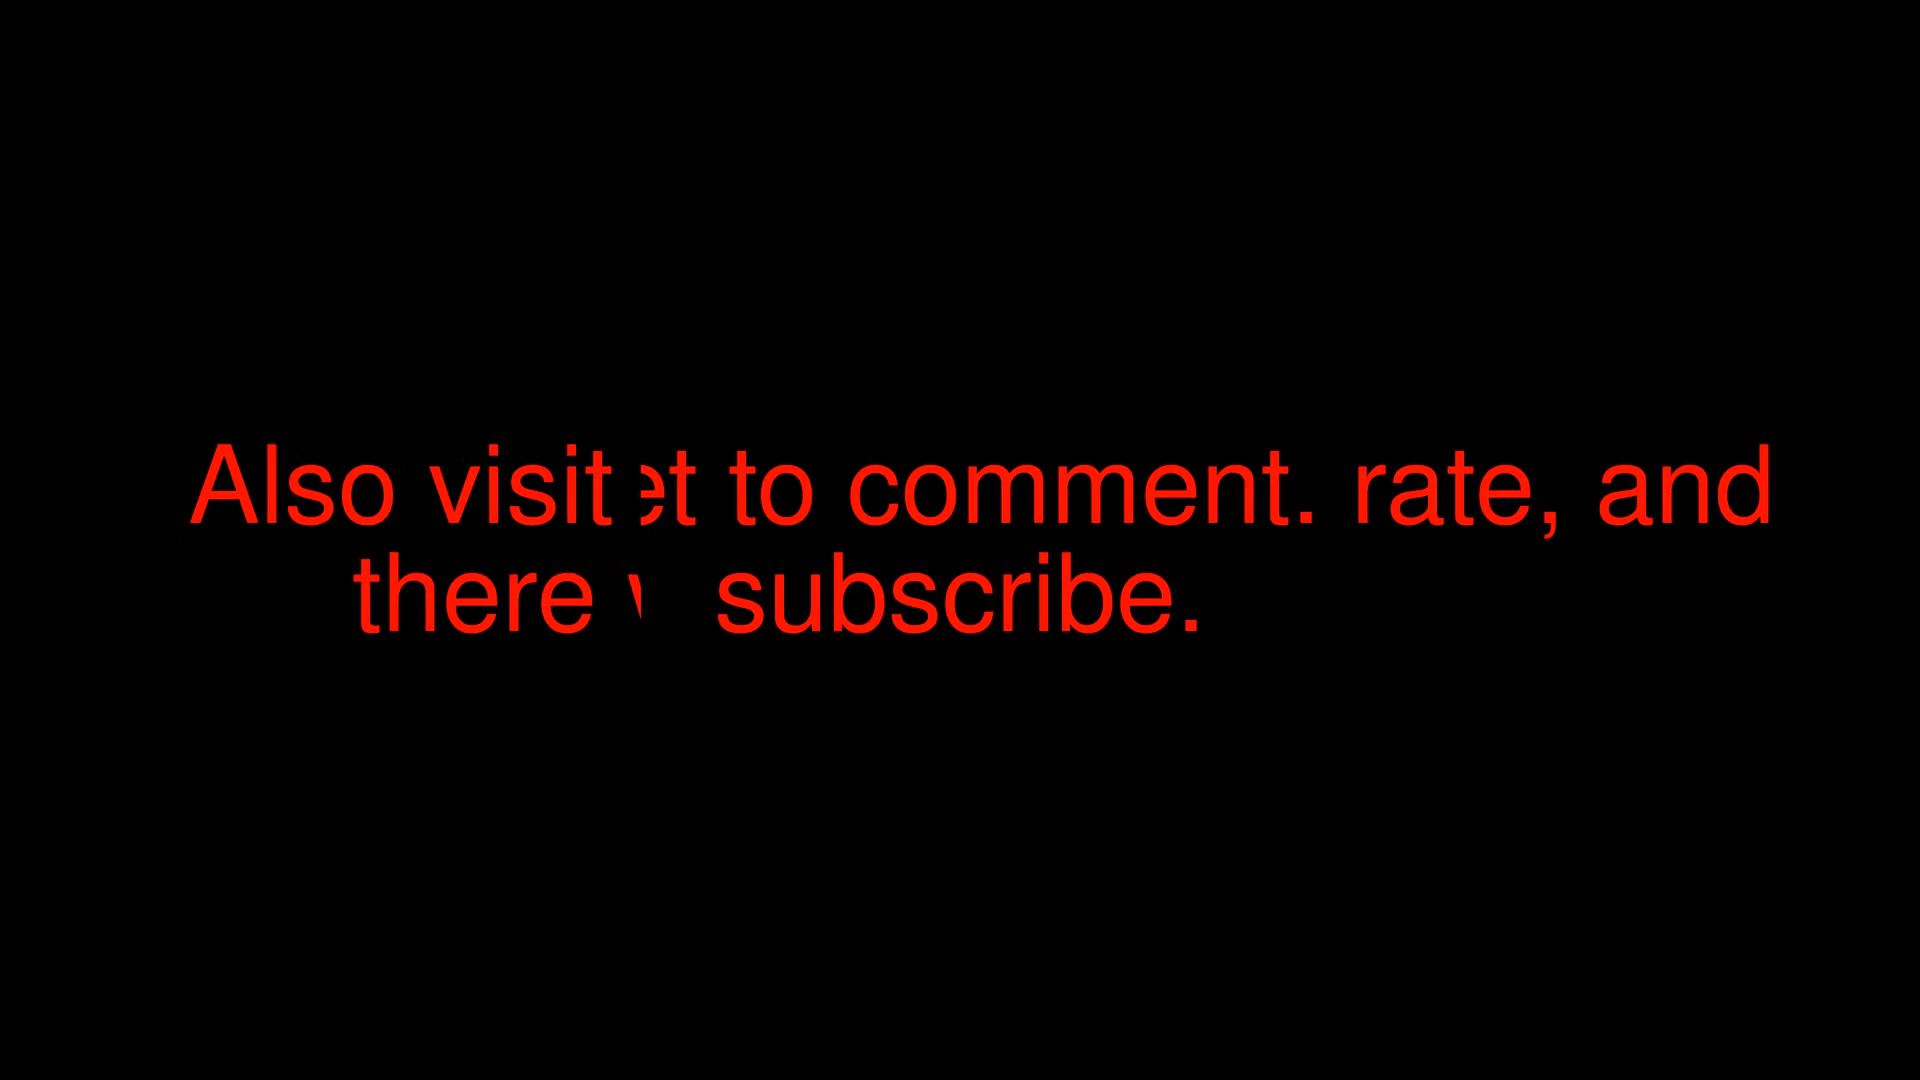 Also visit et to comment. rate, and
there subscribe.